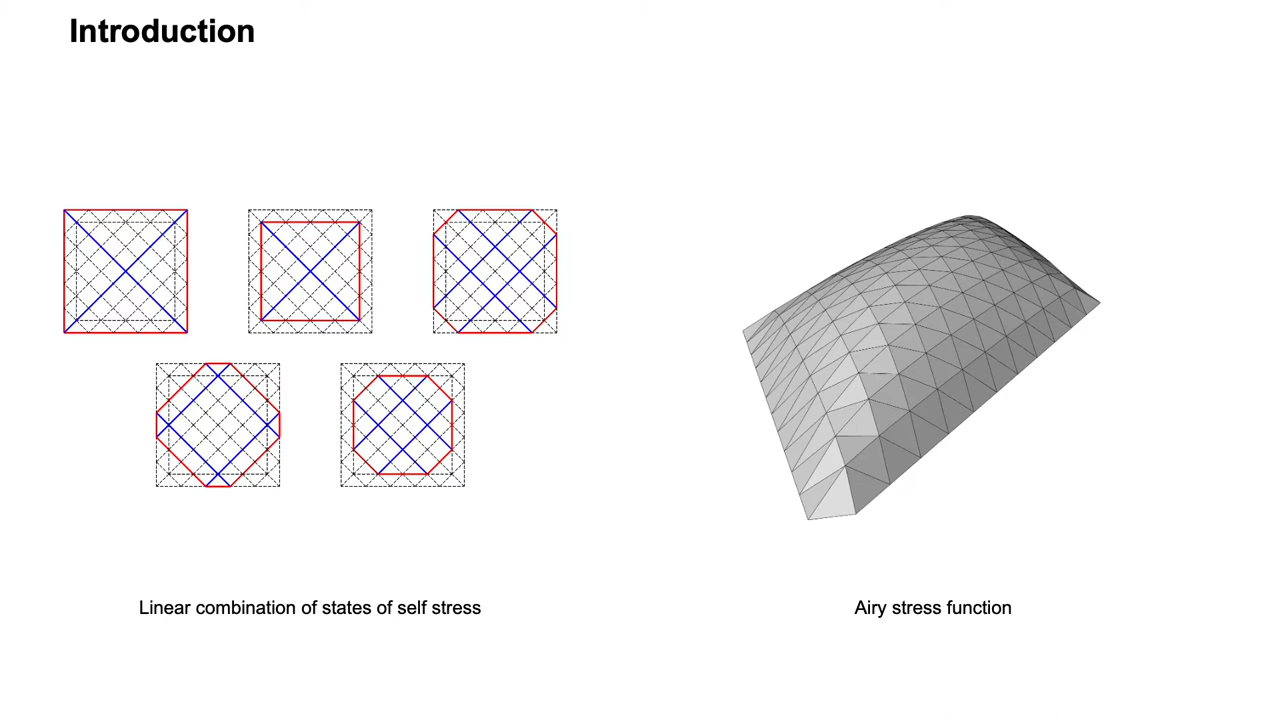 Introduction
Linear combination of states of self stress
Airy stress function